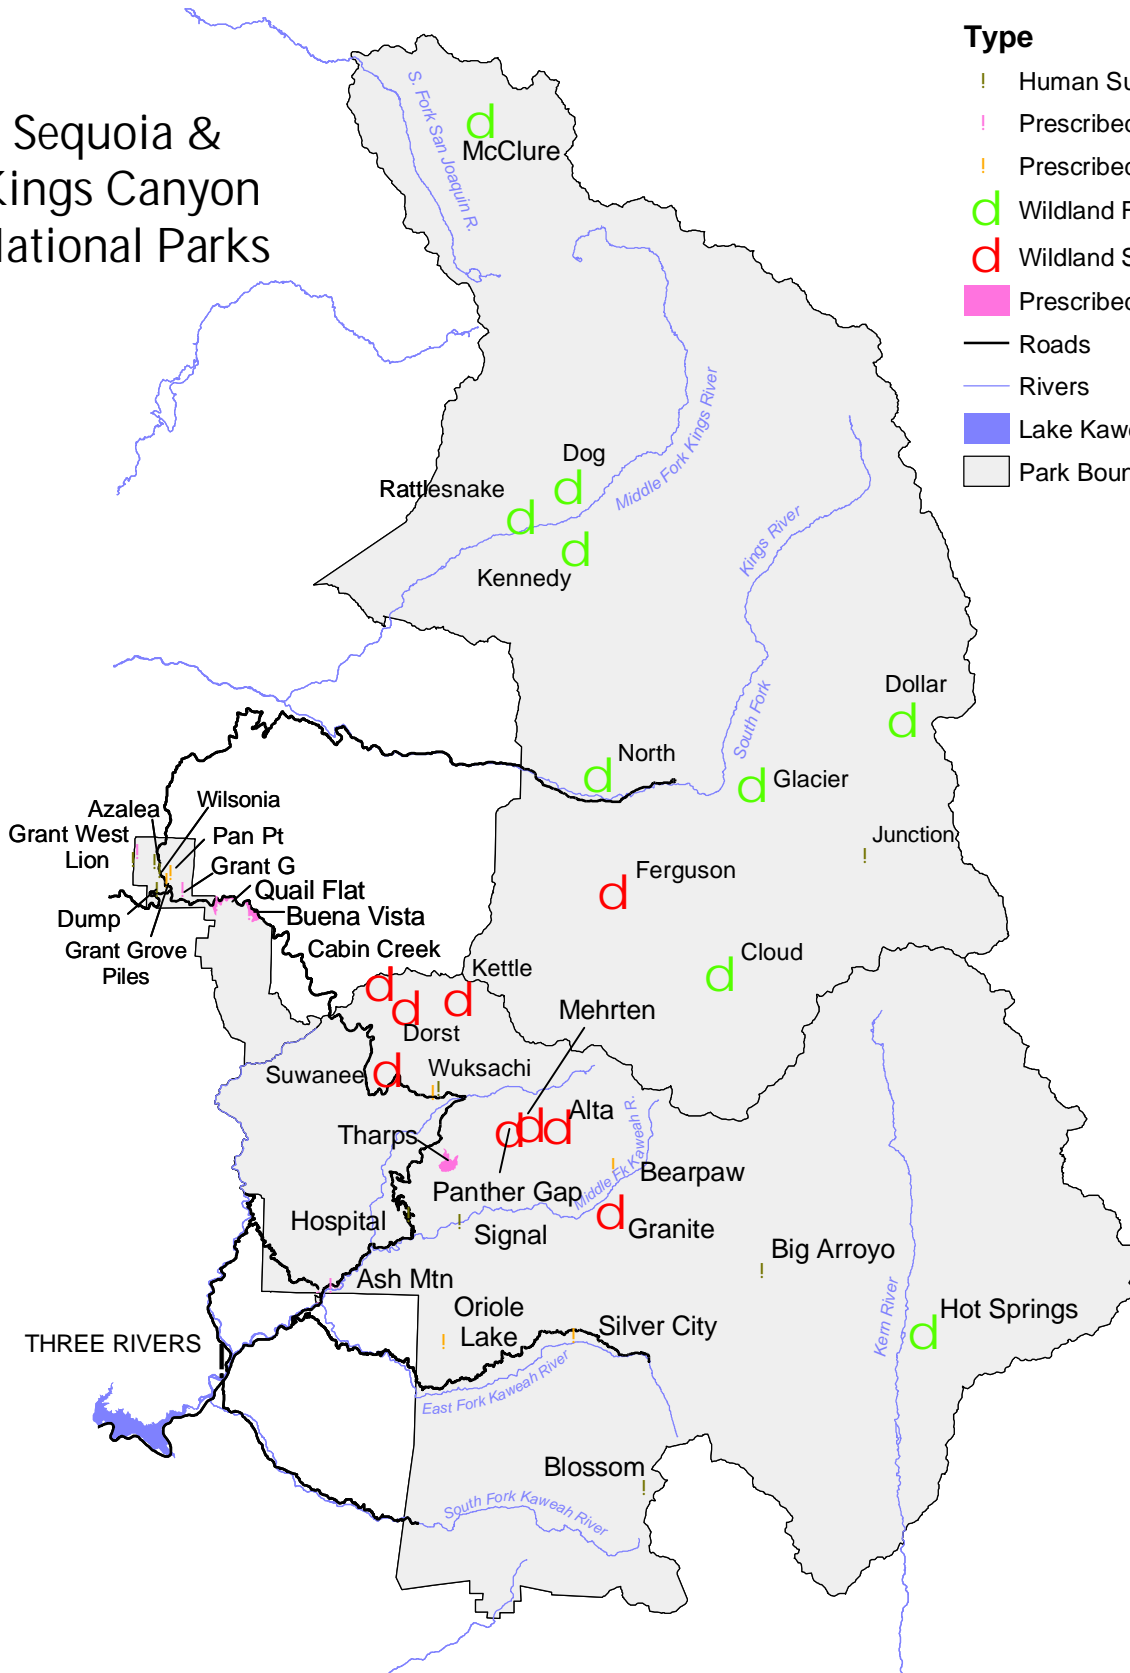 Sequoia &
Kings Canyon
National Parks
Type
Human Su
Prescribed
Prescribed
Wildland F
Wildland S
Prescribed
Roads
Rivers
Lake Kawe
Park Boun
S. Fork San Joaquin R.
McClure
Dog
Rattlesnake
Middle Fork Kings River
Kennedy
Kings River
South Fork
Dollar
North
Glacier
Junction
Azalea
Wilsonia
Grant West
Pan Pt
Lion
Grant G
Quail Flat
Dump
Buena Vista
Grant Grove
Piles
Cabin Creek
Ferguson
Cloud
Kettle
Mehrten
Dorst
Suwanee
Wuksachi
Alta
Tharps
Middle Fk Kaweah R.
Bearpaw
Panther Gap
Hospital
Signal
Granite
Big Arroyo
Ash Mtn
Oriole
Lake
Silver City
Kern River
Hot Springs
THREE RIVERS
East Fork Kaweah River
Blossom
South Fork Kaweah River